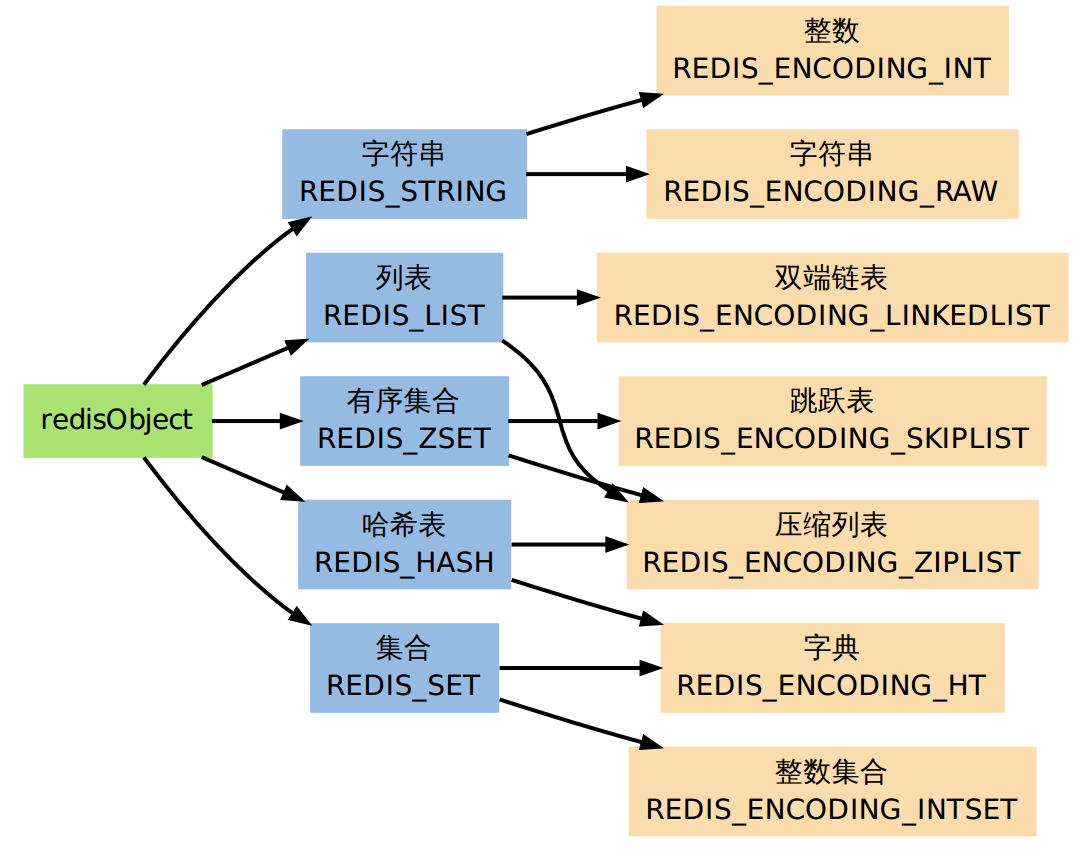 redisObject
字符串
REDIS_STRING
列表
REDIS_LIST
有序集合
REDIS_ZSET
哈希表
REDIS_HASH
集合
REDIS_SET
整数
REDIS_ENCODING_INT
字符串
REDIS_ENCODING_RAW
双端链表
REDIS_ENCODING_LINKEDLIST
跳跃表
REDIS_ENCODING_SKIPLIST
压缩列表
REDIS_ENCODING_ZIPLIST
字典
REDIS_ENCODING_HT
整数集合
REDIS_ENCODING_INTSET